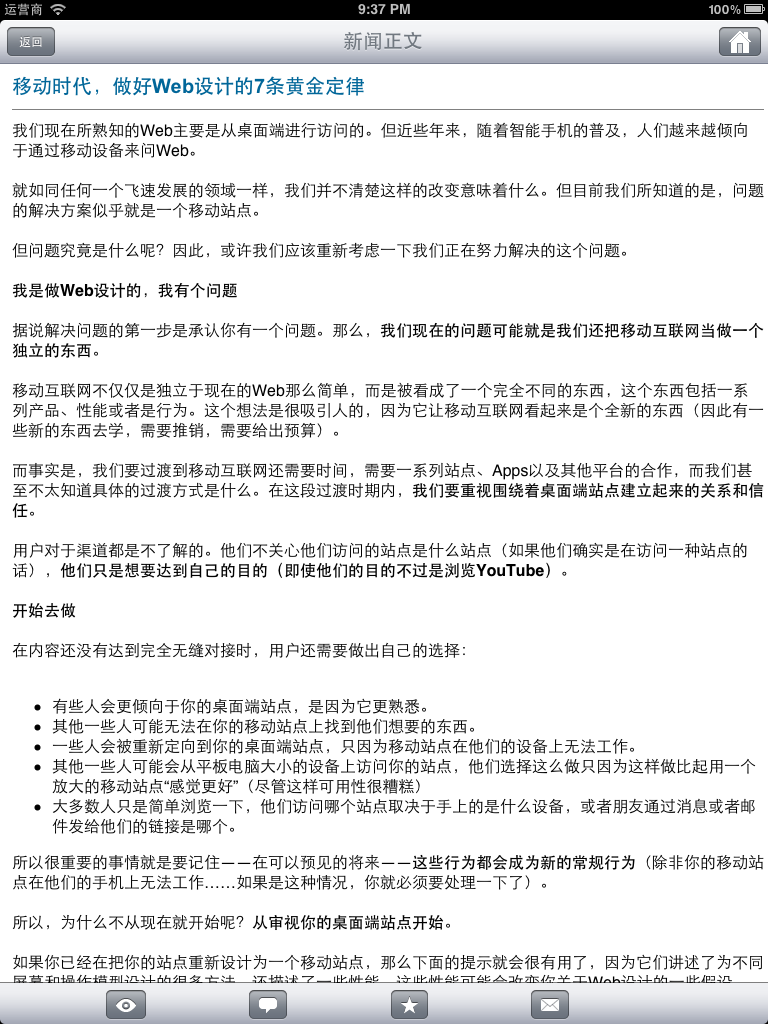 运营商
9:37 PM
100%
返回
新闻正文
移动时代，做好Web设计的7条黄金定律
我们现在所熟知的Web主要是从桌面端进行访问的。但近些年来，随着智能手机的普及，人们越来越倾向
于通过移动设备来问Web。
就如同任何一个飞速发展的领域一样，我们并不清楚这样的改变意味着什么。但目前我们所知道的是，问题
的解决方案似乎就是一个移动站点。
但问题究竟是什么呢？因此，或许我们应该重新考虑一下我们正在努力解决的这个问题。
我是做Web设计的，我有个问题
据说解决问题的第一步是承认你有一个问题。那么，我们现在的问题可能就是我们还把移动互联网当做一个
独立的东西。
移动互联网不仅仅是独立于现在的Web那么简单，而是被看成了一个完全不同的东西，这个东西包括一系
列产品、性能或者是行为。这个想法是很吸引人的，因为它让移动互联网看起来是个全新的东西（因此有一
些新的东西去学，需要推销，需要给出预算）。
而事实是，我们要过渡到移动互联网还需要时间，需要一系列站点、Apps以及其他平台的合作，而我们甚
至不太知道具体的过渡方式是什么。在这段过渡时期内，我们要重视围绕着桌面端站点建立起来的关系和信
任。
用户对于渠道都是不了解的。他们不关心他们访问的站点是什么站点（如果他们确实是在访问一种站点的
话），他们只是想要达到自己的目的（即使他们的目的不过是浏览YouTube）。
开始去做
在内容还没有达到完全无缝对接时，用户还需要做出自己的选择：
• 有些人会更倾向于你的桌面端站点，是因为它更熟悉。
• 其他一些人可能无法在你的移动站点上找到他们想要的东西。
• 一些人会被重新定向到你的桌面端站点，只因为移动站点在他们的设备上无法工作。
• 其他一些人可能会从平板电脑大小的设备上访问你的站点，他们选择这么做只因为这样做比起用一个
放大的移动站点“感觉更好”（尽管这样可用性很糟糕）
• 大多数人只是简单浏览一下，他们访问哪个站点取决于手上的是什么设备，或者朋友通过消息或者邮
件发给他们的链接是哪个。
所以很重要的事情就是要记住——在可以预见的将来——这些行为都会成为新的常规行为（除非你的移动站
点在他们的手机上无法工作……如果是这种情况，你就必须要处理一下了）。
所以，为什么不从现在就开始呢？从审视你的桌面端站点开始。
如果你已经在把你的站点重新设计为一个移动站点，那么下面的提示就会很有用了，因为它们讲述了为不同
屏幕和操作模型设计的很多方法，还描述了一些性能，这些性能可能会改变你关于Web设计的一些假设